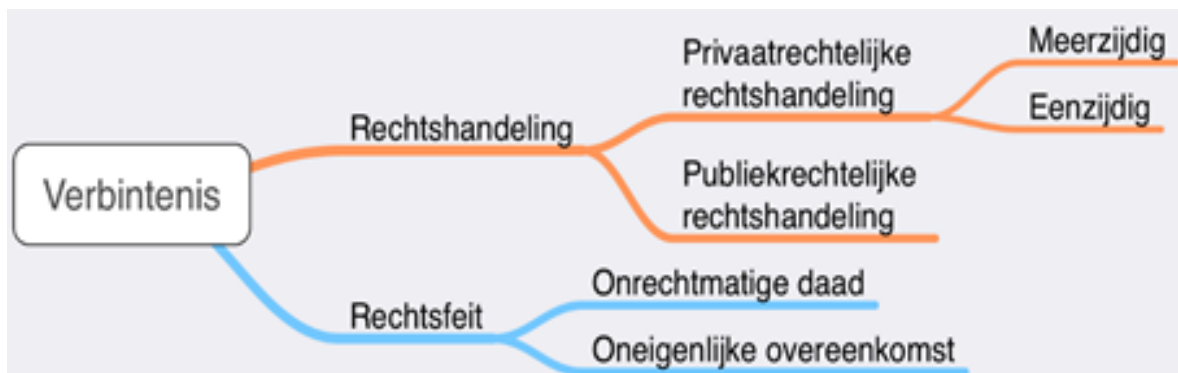 Verbintenis
Rechtshandeling
Privaatrechtelijke
rechtshandeling
Meerzijdig
Eenzijdig
Publiekrechtelijke
rechtshandeling
Rechtsfeit
Onrechtmatige daad
Oneigenlijke overeenkomst